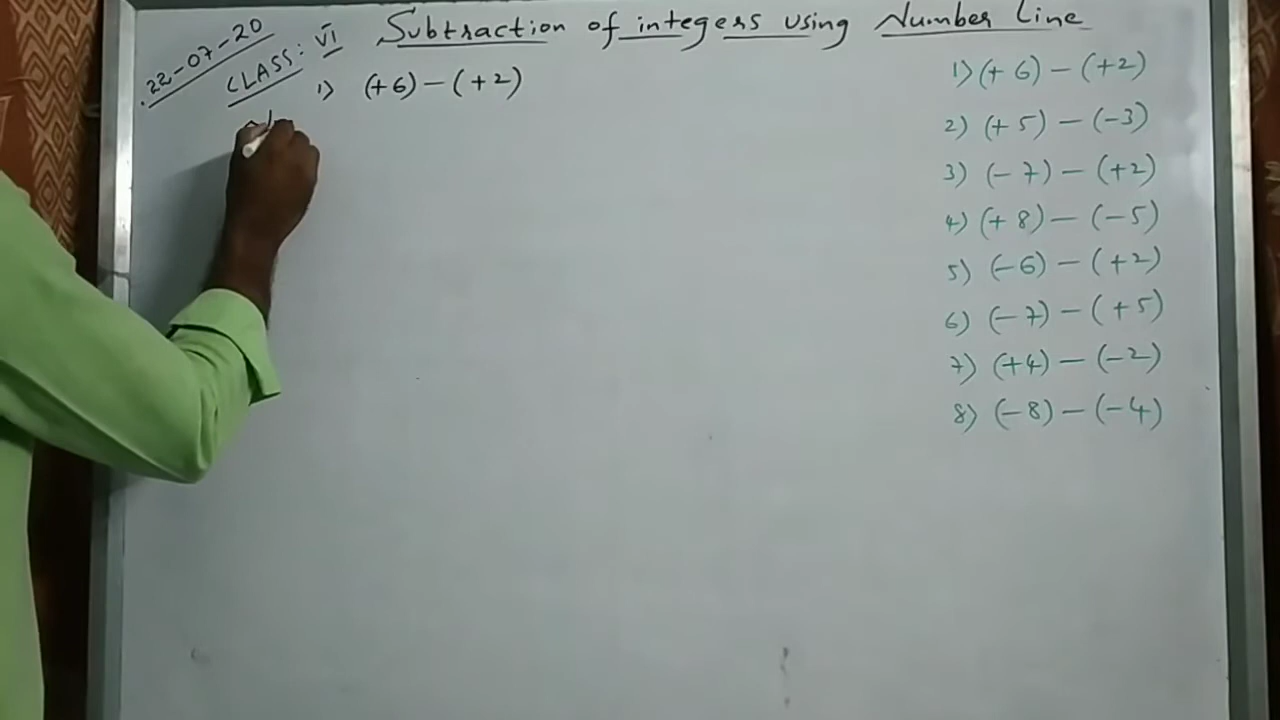 22-07-20
CLASS: VI
Subtraction of integers using Number Line
1) (+6) - (+2)
1) (+6) - (+2)
2) (+5) - (-3)
3) (-7) - (+2)
4) (+8) - (-5)
5) (-6) - (+2)
6) (-7) - (+5)
7) (+4) - (-2)
8) (-8) - (-4)